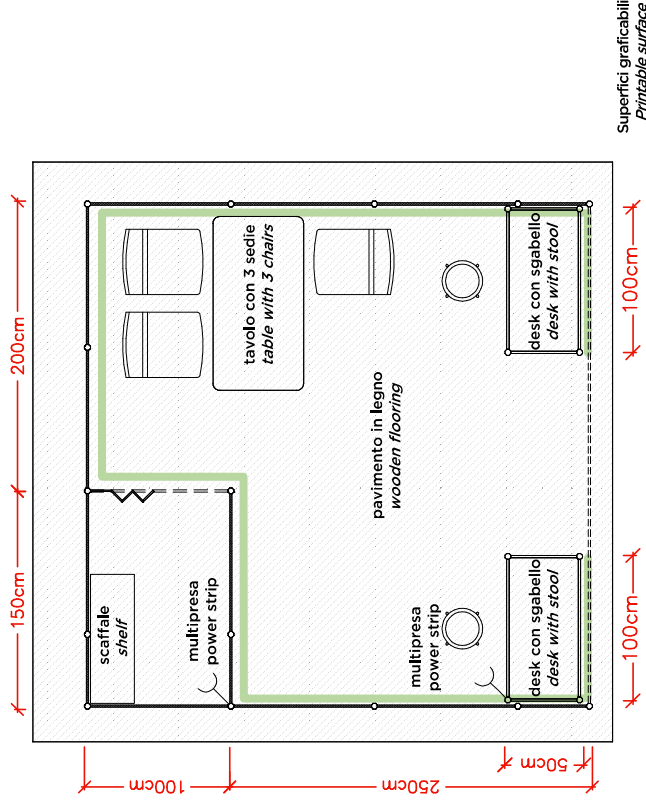 Superfici graficabili
Printable surface
200cm
150cm
tavolo con 3 sedie
table with 3 chairs
desk con sgabello
desk with stool
100cm
pavimento in legno
wooden flooring
scaffale
shelf
multipresa
power strip
multipresa
power strip
desk con sgabello
desk with stool
100cm
100cm
250cm
50cm